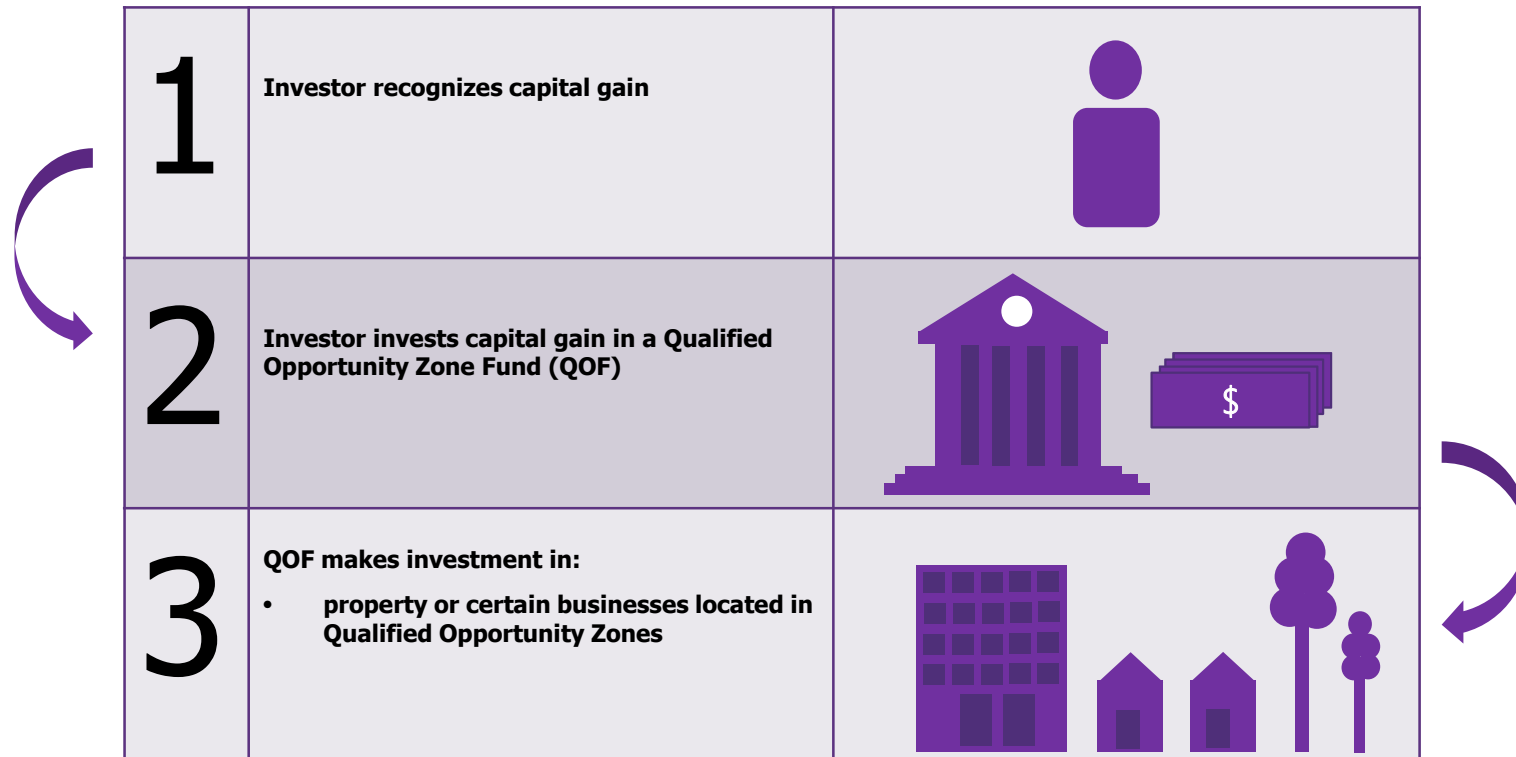 1
Investor recognizes capital gain
2
Investor invests capital gain in a Qualified
Opportunity Zone Fund (QOF)
$
3
QOF makes investment in:
• property or certain businesses located in
Qualified Opportunity Zones